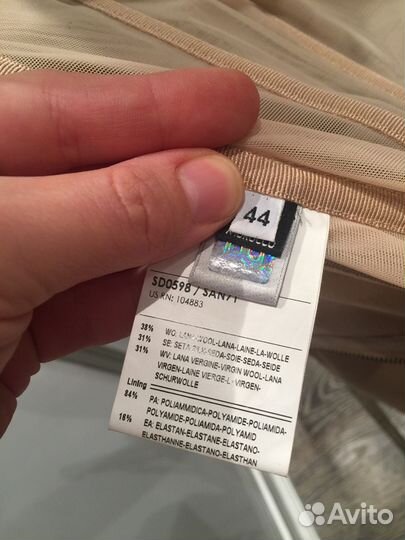 44
SD0598 / SAN71
US RN: 104883
38% WO: LANA-WOOL-LANA-LAINE-LA-WOLLE
31% SE: SETA-SILK-SEDA-SOIE-SEDA-SEIDE
31% WV: LANA VERGINE-VIRGIN WOOL-LANA
VIRGEN-LAINE VIERGE-L-VIRGEN-
SCHURWOLLE
Lining
84% PA: POLIAMMIDICA-POLYAMIDE-POLIAMIDA-
POLYAMIDE-POLIAMIDA-POLYAMID
16% EA: ELASTAN-ELASTANE-ELASTANO-
ELASTHANNE-ELASTANO-ELASTHAN
Avito